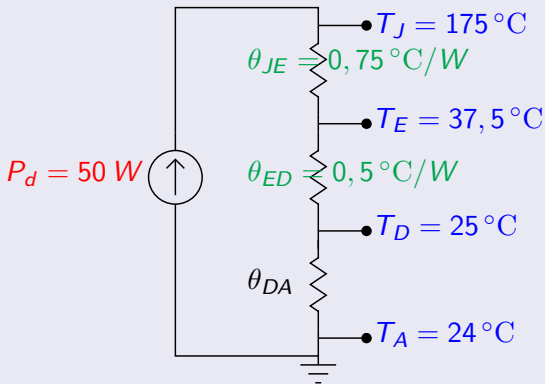 T_J = 175 °C
θ_JE = 0, 75 °C/W
T_E = 37, 5 °C
P_d = 50 W
θ_ED = 0, 5 °C/W
T_D = 25 °C
θ_DA
T_A = 24 °C